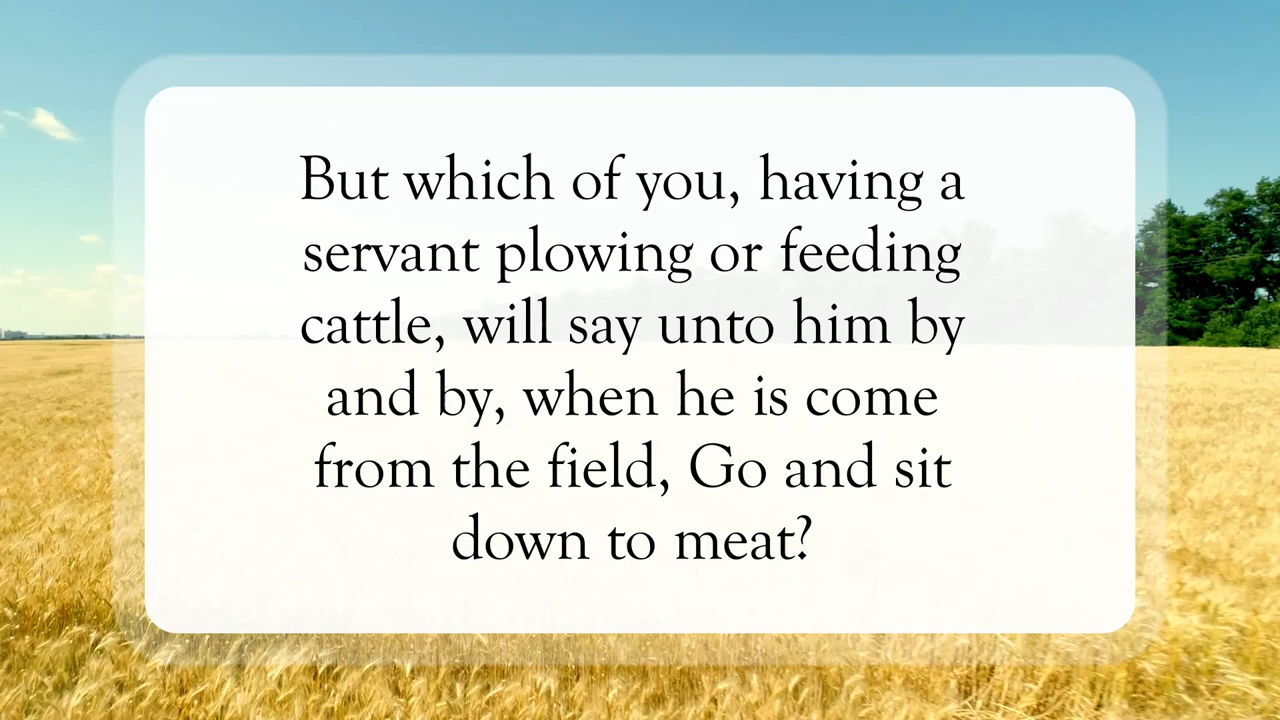 But which of you, having a
servant plowing or feeding
cattle, will say unto him by
and by, when he is come
from the field, Go and sit
down to meat?